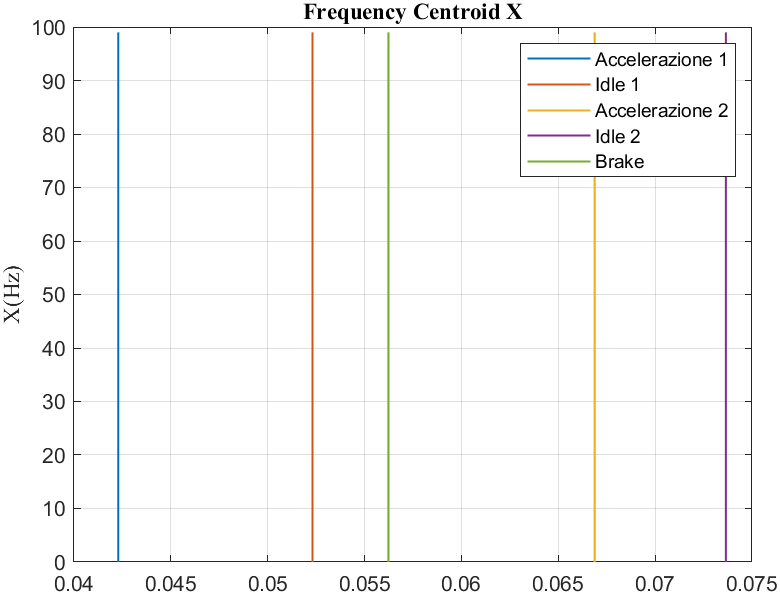 Frequency Centroid X
100
90
80
70
60
50
40
30
20
10
0
X(Hz)
Accelerazione 1
Idle 1
Accelerazione 2
Idle 2
Brake
0.04 0.045 0.05 0.055 0.06 0.065 0.07 0.075